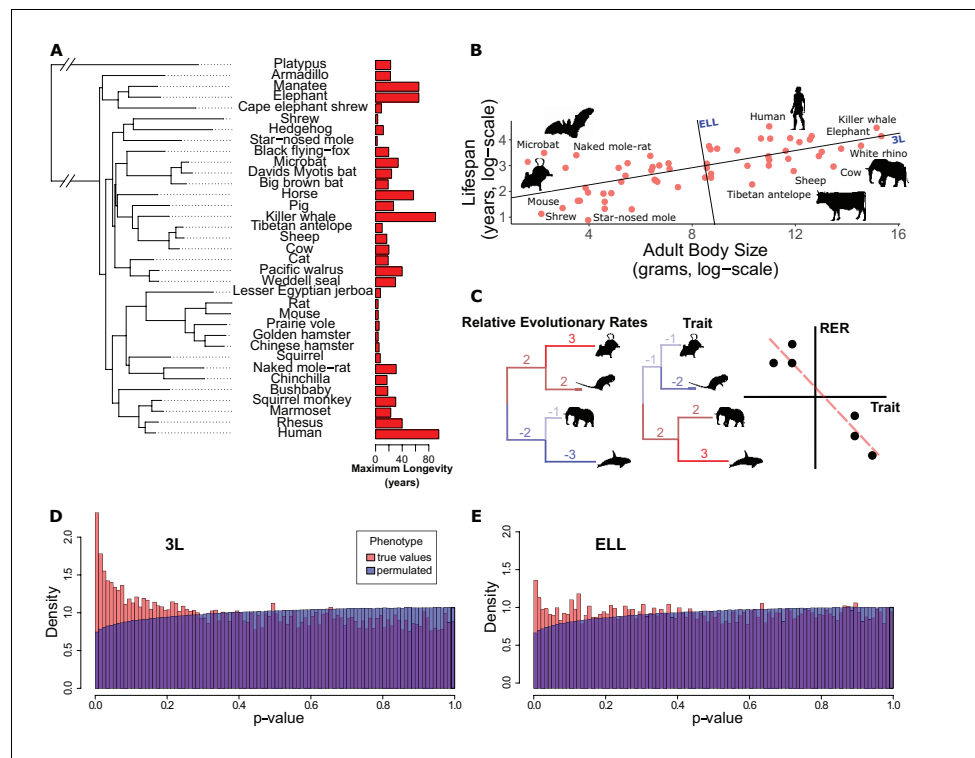 A
Platypus
Armadillo
Manatee
Elephant
Cape elephant shrew
Shrew
Hedgehog
Star-nosed mole
Black flying-fox
Microbat
Davids Myotis bat
Big brown bat
Horse
Pig
Killer whale
Tibetan antelope
Sheep
Cow
Cat
Pacific walrus
Weddell seal
Lesser Egyptian jerboa
Rat
Mouse
Prairie vole
Golden hamster
Chinese hamster
Squirrel
Naked mole-rat
Chinchilla
Bushbaby
Squirrel monkey
Marmoset
Rhesus
Human
0 20 80
Maximum Longevity
(years)
B
Lifespan
(years, log-scale)
4
3
2
1
ELL
3L
Microbat
Naked mole-rat
Human
Killer whale
Elephant
White rhino
Cow
Sheep
Tibetan antelope
Mouse
Shrew
Star-nosed mole
4 8 12 16
Adult Body Size
(grams, log-scale)
C
Relative Evolutionary Rates
3
2
2
-1
-2
-3
Trait
-1
-1
-2
2
2
3
RER
Trait
D
3L
Phenotype
true values
permulated
Density
2.0
1.5
1.0
0.5
0.0
0.0 0.2 0.4 0.6 0.8 1.0
p-value
E
ELL
Density
2.0
1.5
1.0
0.5
0.0
0.0 0.2 0.4 0.6 0.8 1.0
p-value